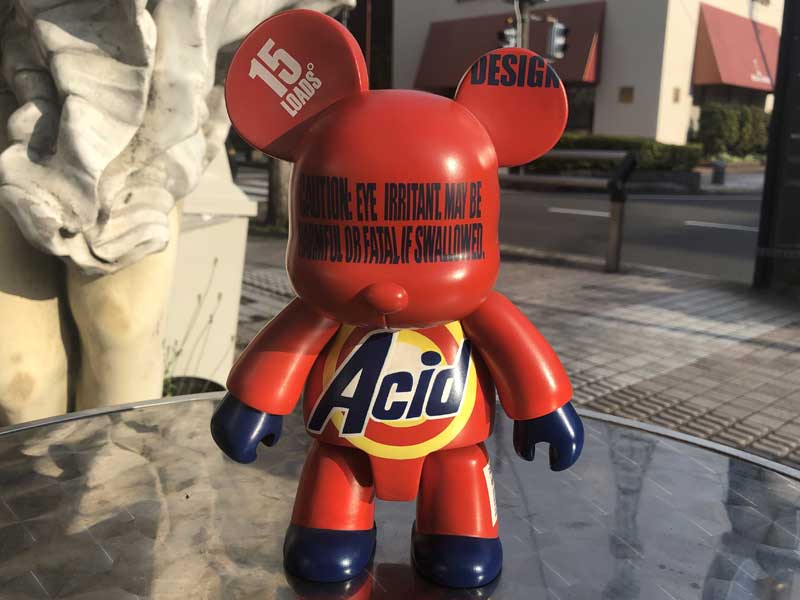 15
LOADS°
DESIGN
CAUTION: EYE IRRITANT. MAY BE
HARMFUL OR FATAL IF SWALLOWED.
Acid